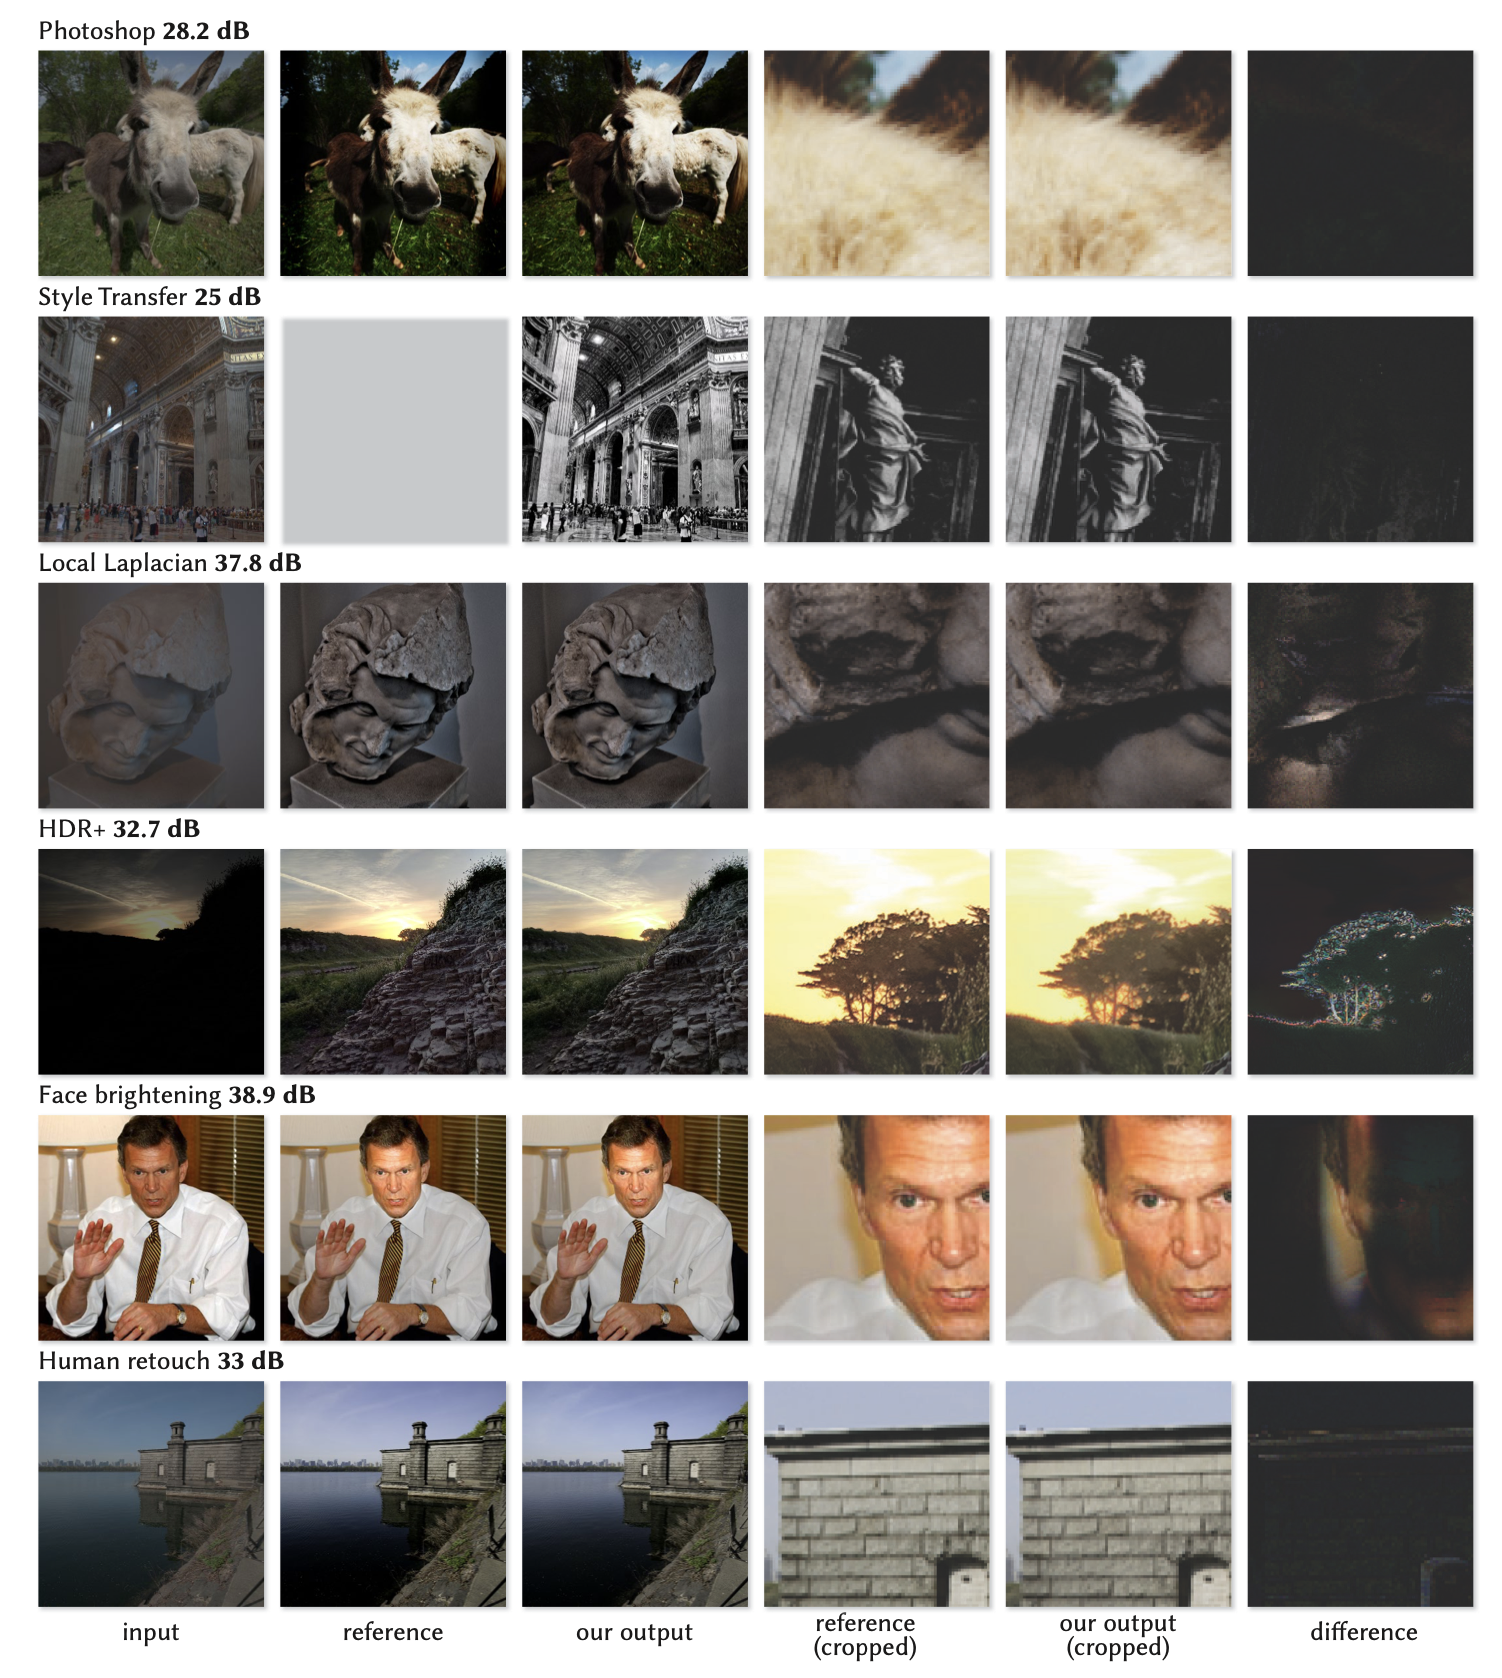 Photoshop 28.2 dB
Style Transfer 25 dB
Local Laplacian 37.8 dB
HDR+ 32.7 dB
Face brightening 38.9 dB
Human retouch 33 dB
input
reference
our output
reference
(cropped)
our output
(cropped)
difference